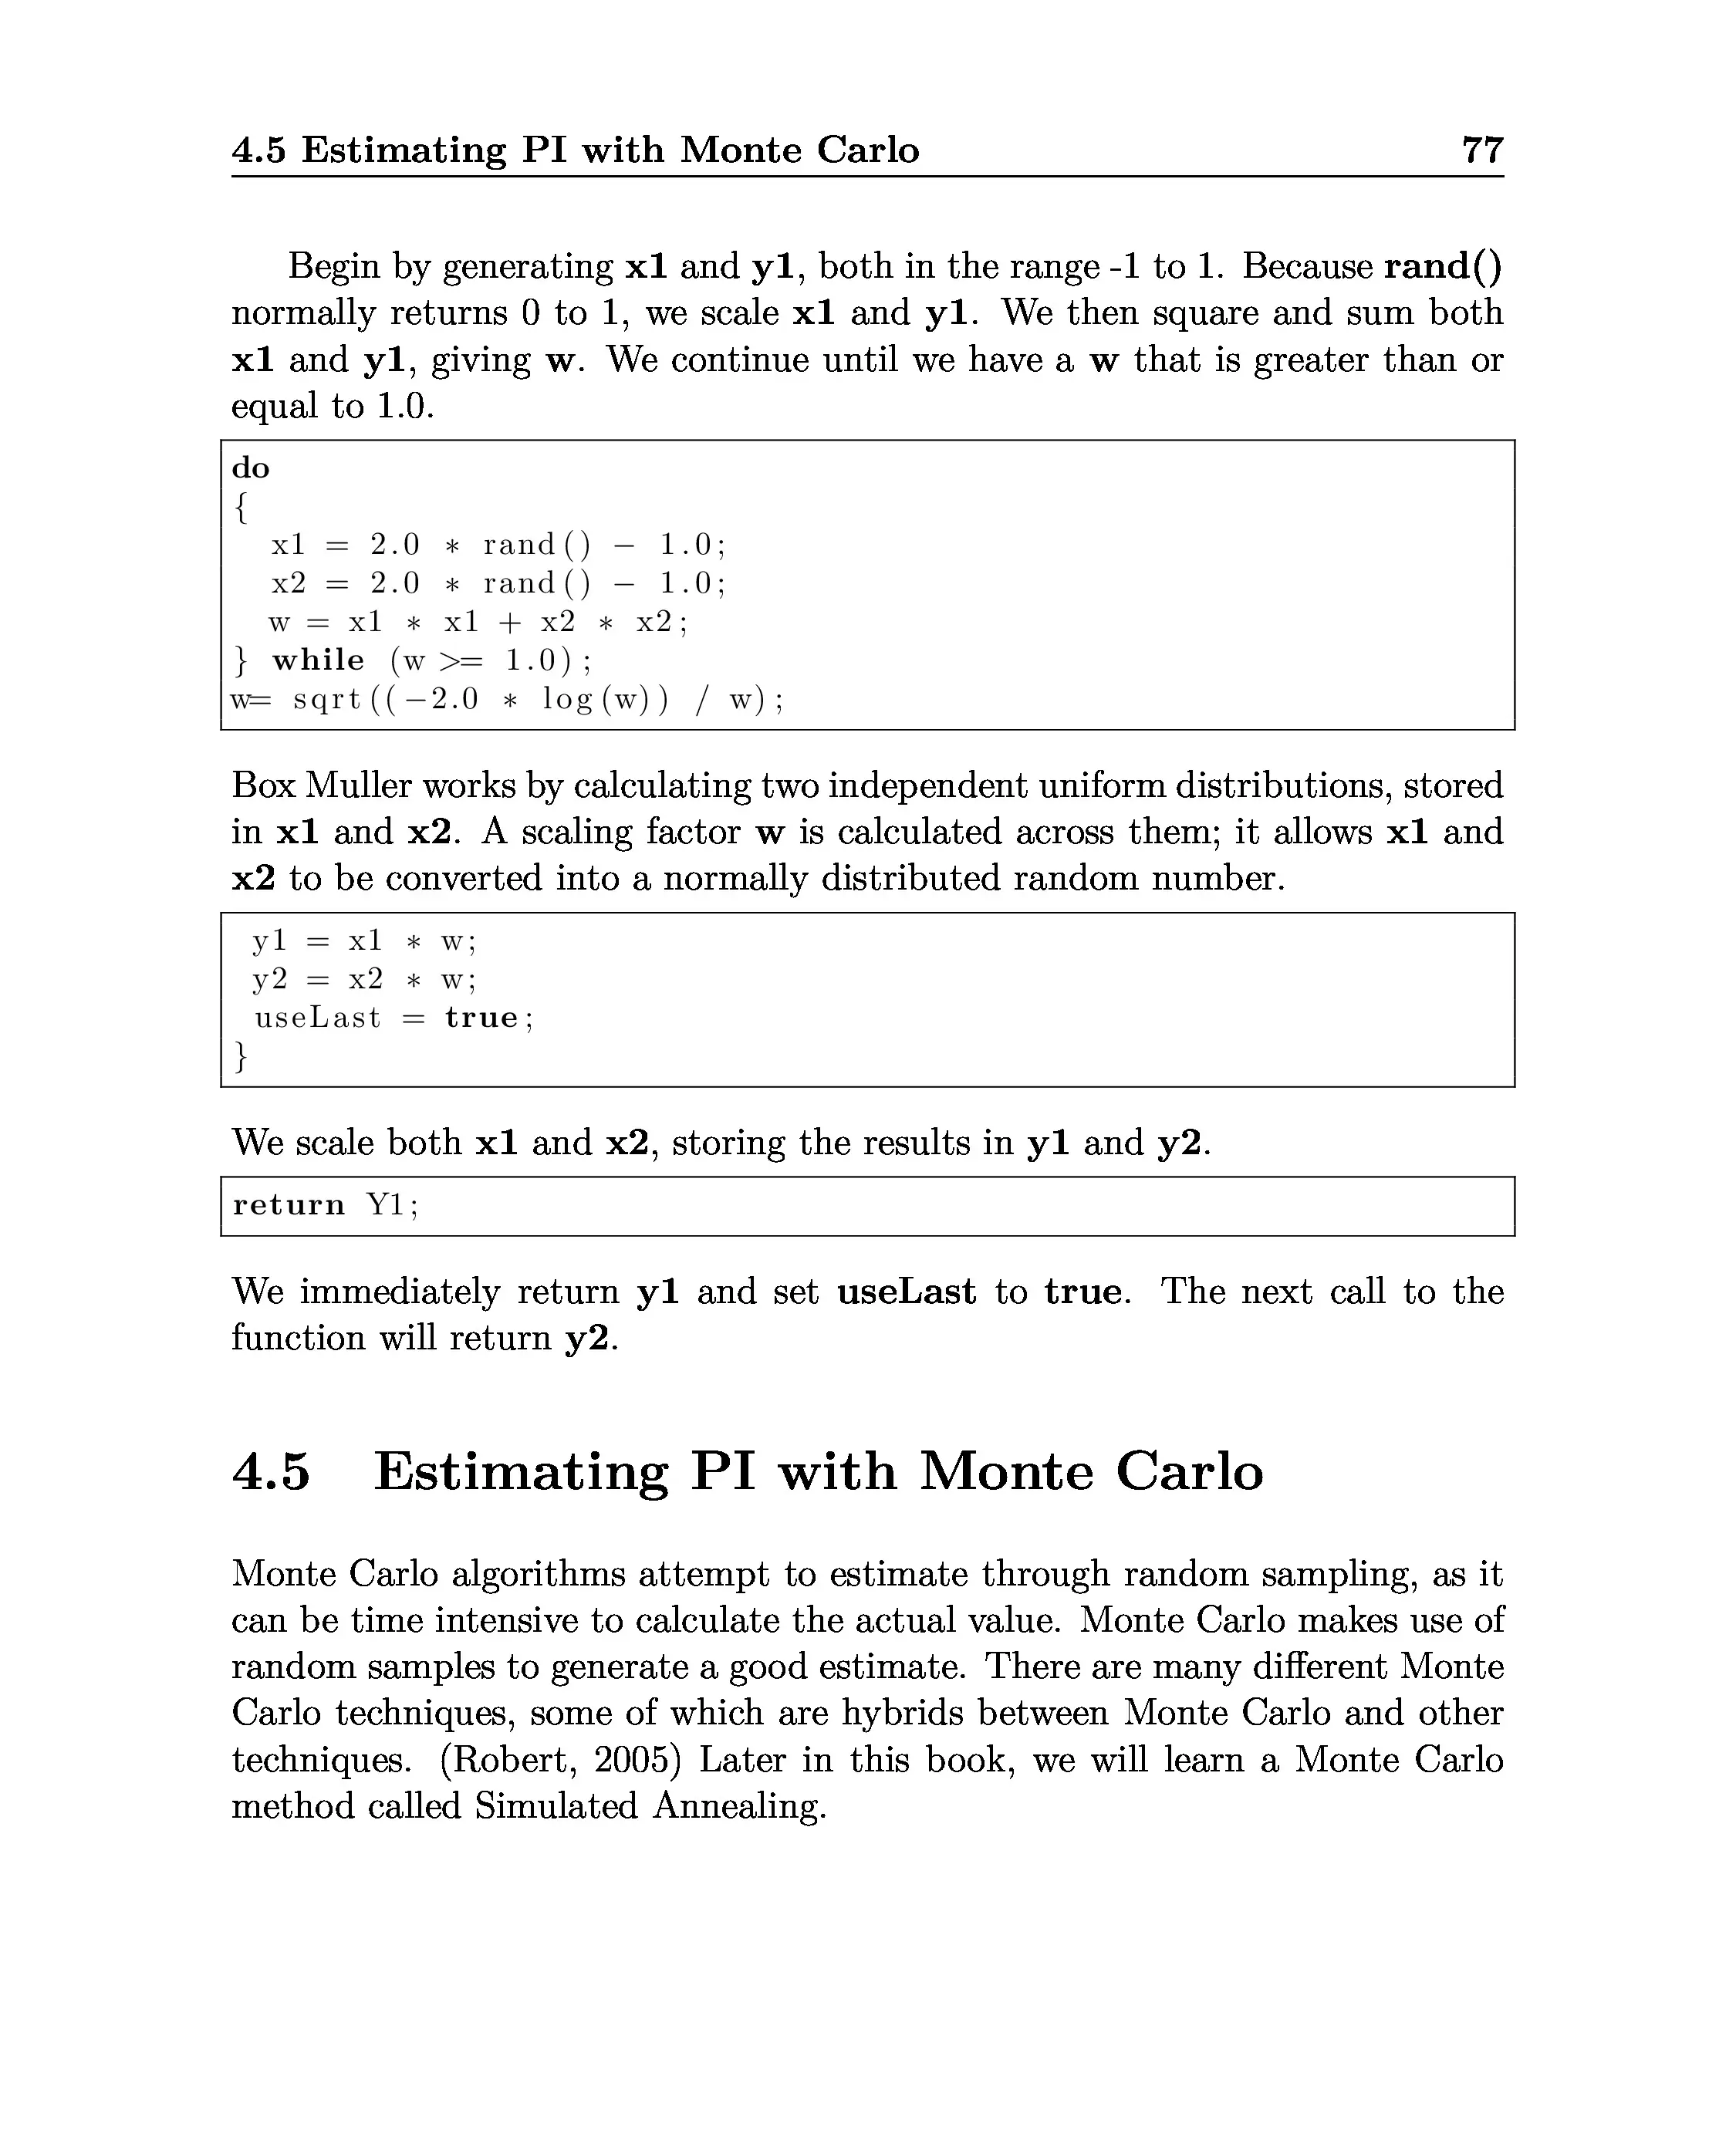 4.5 Estimating PI with Monte Carlo 77
Begin by generating x1 and y1, both in the range -1 to 1. Because rand()
normally returns 0 to 1, we scale x1 and y1. We then square and sum both
x1 and y1, giving w. We continue until we have a w that is greater than or
equal to 1.0.
do
{
x1 = 2.0 * rand() - 1.0;
x2 = 2.0 * rand() - 1.0;
w = x1 * x1 + x2 * x2;
} while (w >= 1.0);
w= sqrt((-2.0 * log(w)) / w);
Box Muller works by calculating two independent uniform distributions, stored
in x1 and x2. A scaling factor w is calculated across them; it allows x1 and
x2 to be converted into a normally distributed random number.
y1 = x1 * w;
y2 = x2 * w;
useLast = true;
}
We scale both x1 and x2, storing the results in y1 and y2.
return Y1;
We immediately return y1 and set useLast to true. The next call to the
function will return y2.
4.5 Estimating PI with Monte Carlo
Monte Carlo algorithms attempt to estimate through random sampling, as it
can be time intensive to calculate the actual value. Monte Carlo makes use of
random samples to generate a good estimate. There are many different Monte
Carlo techniques, some of which are hybrids between Monte Carlo and other
techniques. (Robert, 2005) Later in this book, we will learn a Monte Carlo
method called Simulated Annealing.